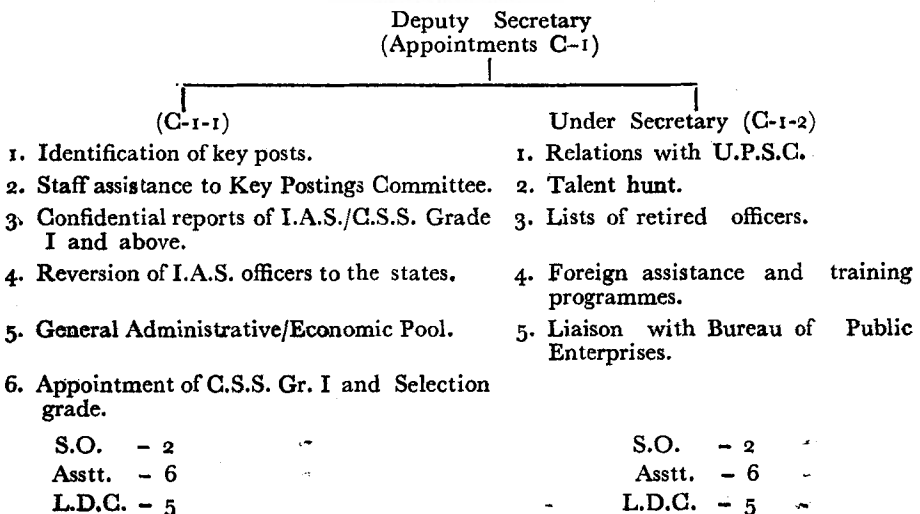 Deputy Secretary
(Appointments C-1)
(C-1-1)
1. Identification of key posts.
2. Staff assistance to Key Postings Committee.
3. Confidential reports of I.A.S./C.S.S. Grade
I and above.
4. Reversion of I.A.S. officers to the states.
5. General Administrative/Economic Pool.
6. Appointment of C.S.S. Gr. I and Selection
grade.
S.O. - 2
Asstt. - 6
L.D.C. - 5
Under Secretary (C-1-2)
1. Relations with U.P.S.C.
2. Talent hunt.
3. Lists of retired officers.
4. Foreign assistance and training
programmes.
5. Liaison with Bureau of Public
Enterprises.
S.O. - 2
Asstt. - 6
L.D.C. - 5